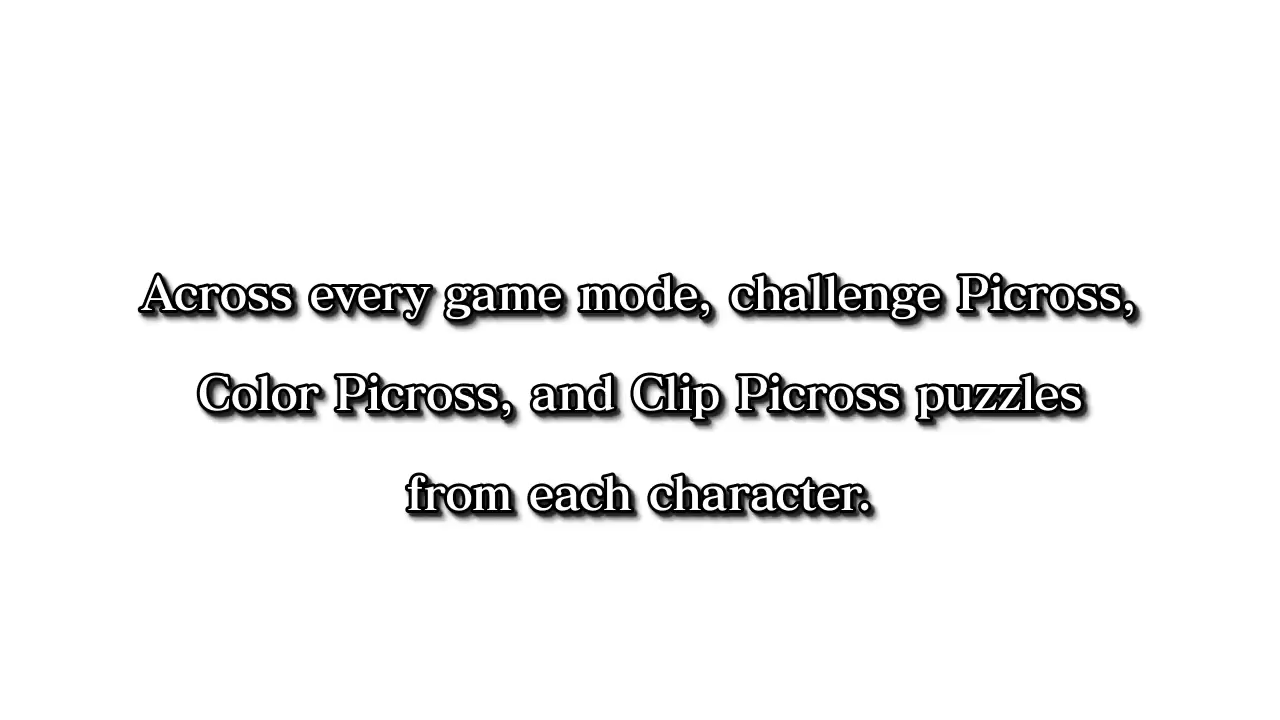 Across every game mode, challenge Picross,
Color Picross, and Clip Picross puzzles
from each character.